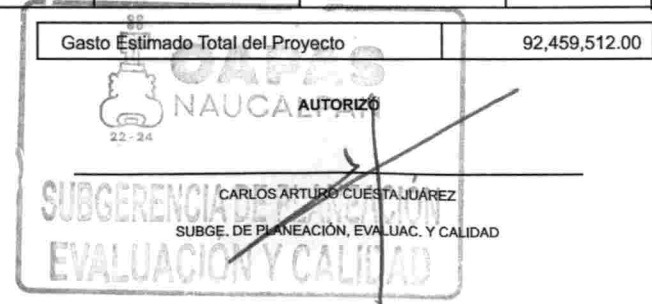 Gasto Estimado Total del Proyecto 92,459,512.00
OAPAS
NAUCALPAN
AUTORIZÓ
22-24
CARLOS ARTURO CUESTA JUÁREZ
SUBGERENCIA DE PLANEACIÓN
SUBGE. DE PLANEACIÓN, EVALUAC. Y CALIDAD
EVALUACIÓN Y CALIDAD